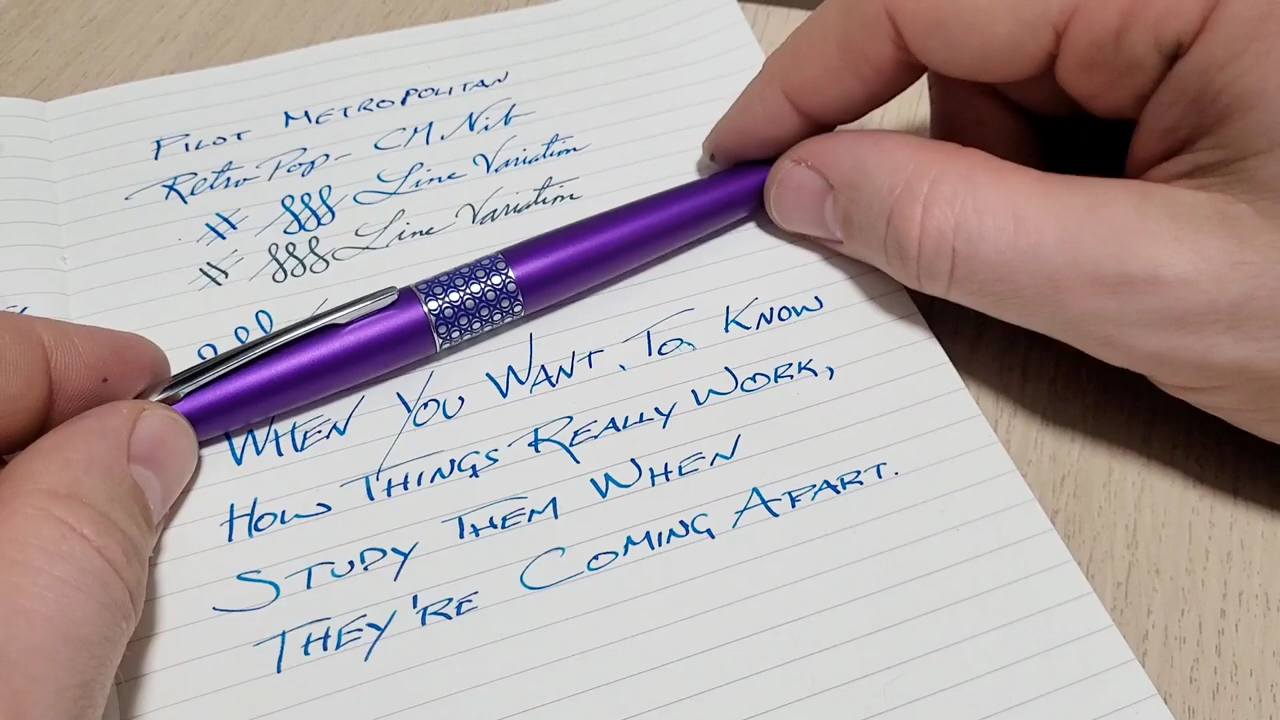 PILOT METROPOLITAN
Retro Pop - CM Nib
Line Variation
Line Variation
WHEN YOU WANT TO KNOW
HOW THINGS REALLY WORK,
STUDY THEM WHEN
THEY'RE COMING APART.